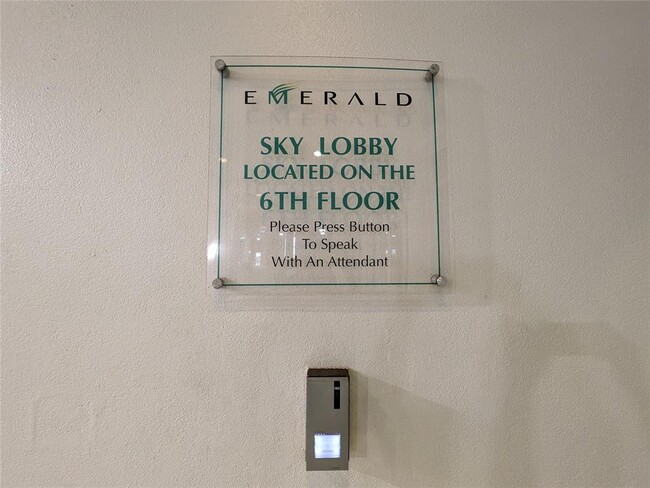 EMERALD
SKY LOBBY
LOCATED ON THE
6TH FLOOR
Please Press Button
To Speak
With An Attendant